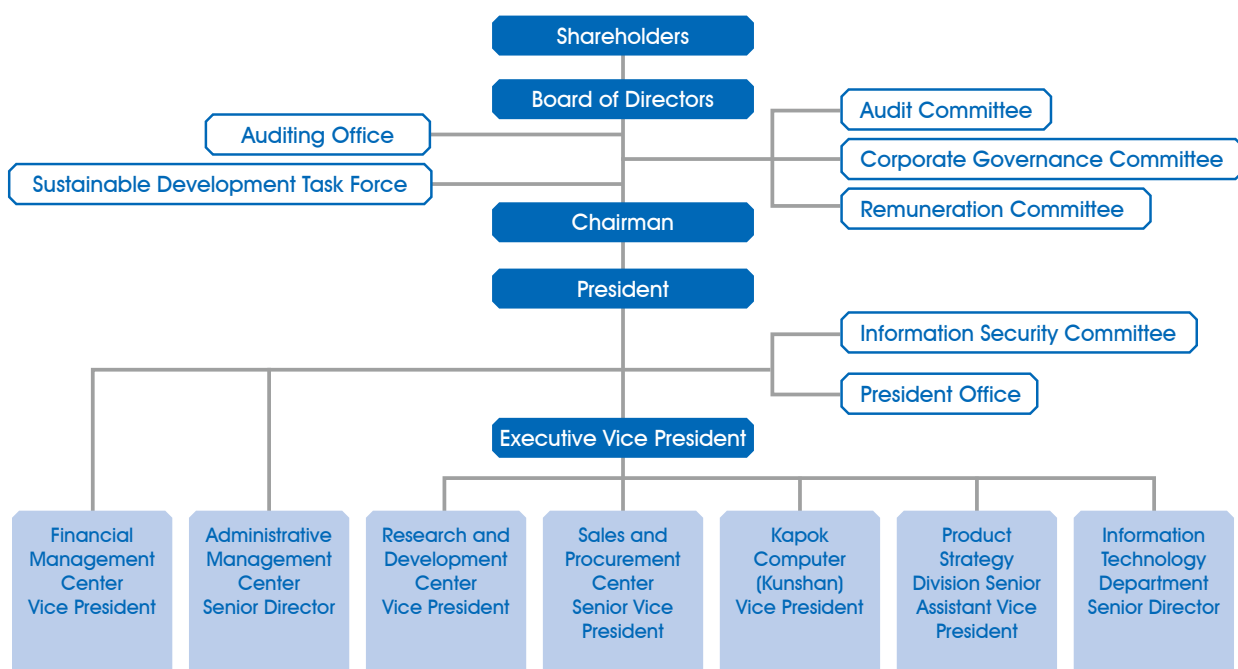 Shareholders
Board of Directors
Auditing Office
Sustainable Development Task Force
Audit Committee
Corporate Governance Committee
Remuneration Committee
Chairman
President
Information Security Committee
President Office
Executive Vice President
Financial
Management
Center
Vice President
Administrative
Management
Center
Senior Director
Research and
Development
Center
Vice President
Sales and
Procurement
Center
Senior Vice
President
Kapok
Computer
(Kunshan)
Vice President
Product
Strategy
Division Senior
Assistant Vice
President
Information
Technology
Department
Senior Director